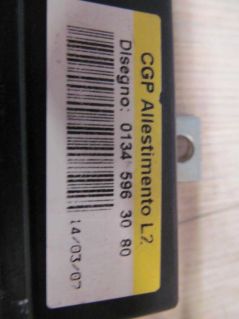 CGP Allestimento L2.
Disegno: 0134 596 30 80
14/03/07